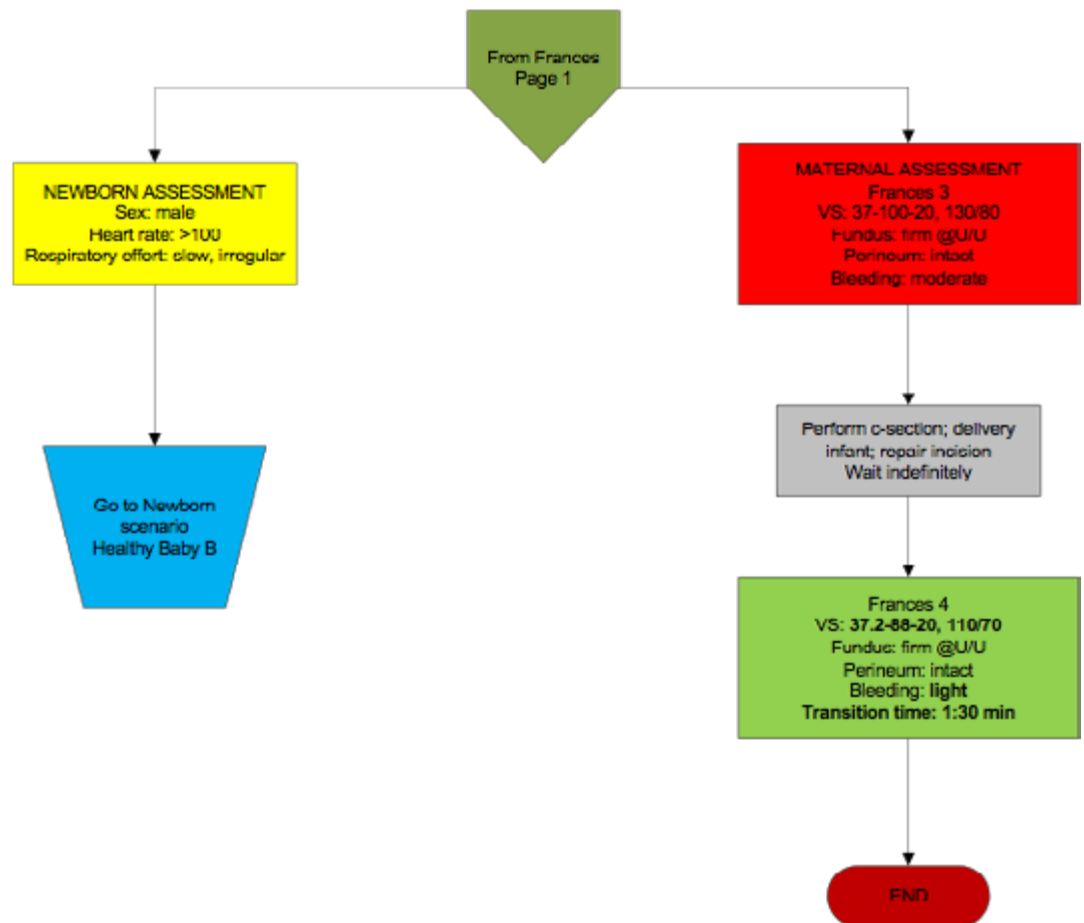 From Frances
Page 1
NEWBORN ASSESSMENT
Sex: male
Heart rate: >100
Respiratory effort: slow, irregular
MATERNAL ASSESSMENT
Frances 3
VS: 37-100-20, 130/80
Fundus: firm @U/U
Perineum: intact
Bleeding: moderate
Perform c-section; delivery
infant; repair incision
Wait indefinitely
Go to Newborn
scenario
Healthy Baby B
Frances 4
VS: 37.2-88-20, 110/70
Fundus: firm @U/U
Perineum: intact
Bleeding: light
Transition time: 1:30 min
END